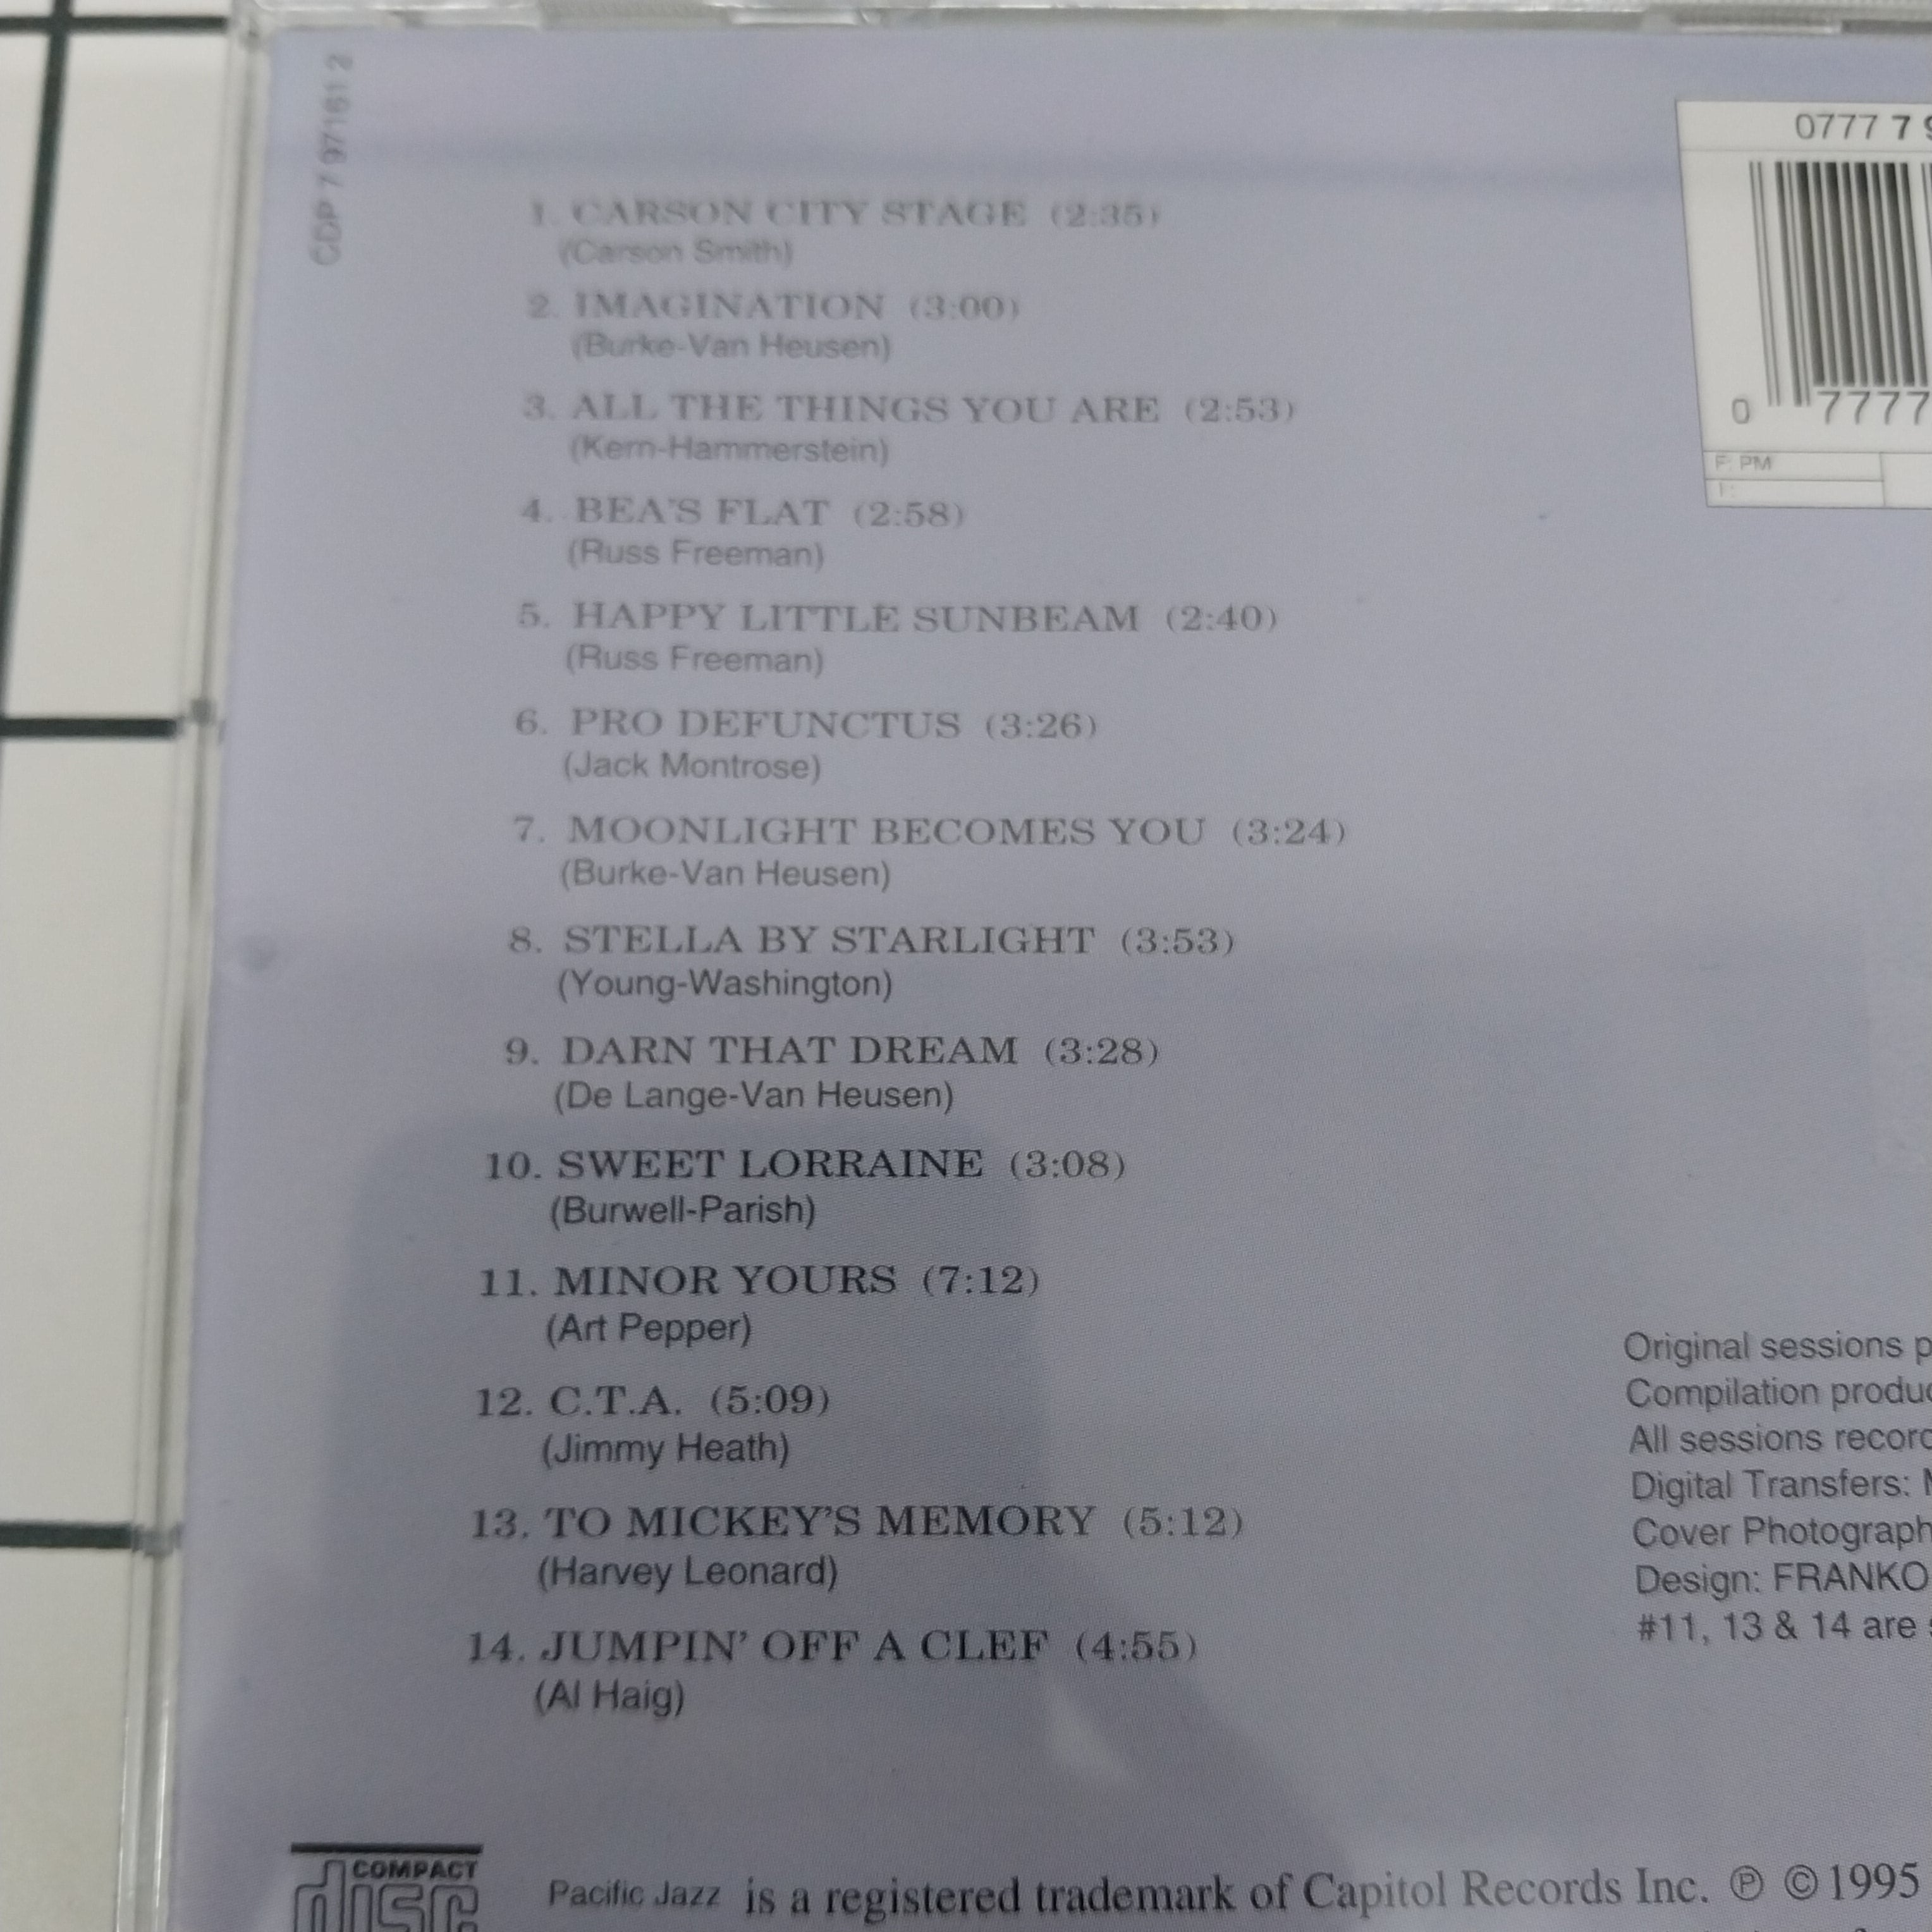 CDP 7 97161 2
1. CARSON CITY STAGE (2:35)
(Carson Smith)
2. IMAGINATION (3:00)
(Burke-Van Heusen)
3. ALL THE THINGS YOU ARE (2:53)
(Kern-Hammerstein)
4. BEA'S FLAT (2:58)
(Russ Freeman)
5. HAPPY LITTLE SUNBEAM (2:40)
(Russ Freeman)
6. PRO DEFUNCTUS (3:26)
(Jack Montrose)
7. MOONLIGHT BECOMES YOU (3:24)
(Burke-Van Heusen)
8. STELLA BY STARLIGHT (3:53)
(Young-Washington)
9. DARN THAT DREAM (3:28)
(De Lange-Van Heusen)
10. SWEET LORRAINE (3:08)
(Burwell-Parish)
11. MINOR YOURS (7:12)
(Art Pepper)
12. C.T.A. (5:09)
(Jimmy Heath)
13. TO MICKEY'S MEMORY (5:12)
(Harvey Leonard)
14. JUMPIN' OFF A CLEF (4:55)
(Al Haig)
0777 7
0 7777
F: PM
Original sessions
Compilation
All sessions
Digital Transfers:
Cover
Design: FRANKO
#11, 13 & 14 are
COMPACT
disc
Pacific Jazz is a registered trademark of Capitol Records Inc. ℗ © 1995